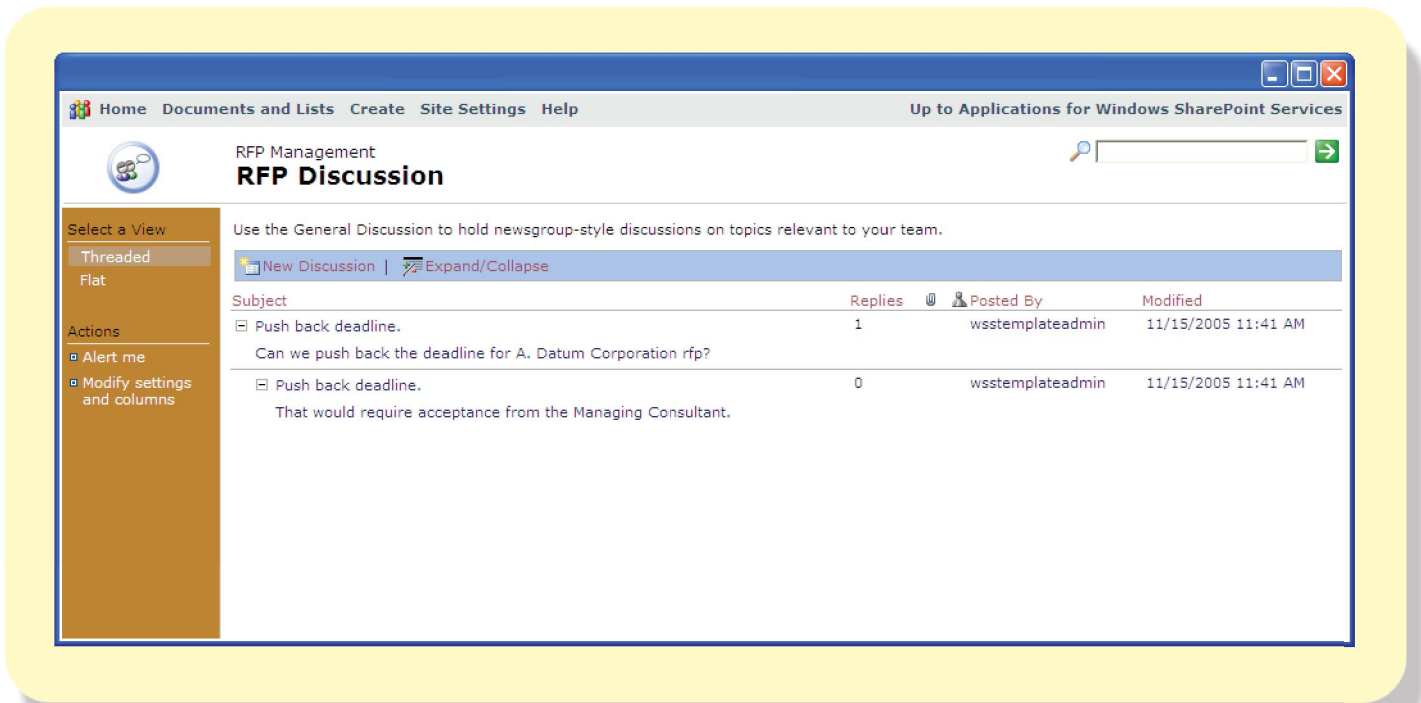 Home Documents and Lists Create Site Settings Help Up to Applications for Windows SharePoint Services
RFP Management
RFP Discussion
Select a View
Threaded
Flat
Actions
Alert me
Modify settings
and columns
Use the General Discussion to hold newsgroup-style discussions on topics relevant to your team.
New Discussion | Expand/Collapse
Subject Replies Posted By Modified
Push back deadline. 1 wsstemplateadmin 11/15/2005 11:41 AM
Can we push back the deadline for A. Datum Corporation rfp?
Push back deadline. 0 wsstemplateadmin 11/15/2005 11:41 AM
That would require acceptance from the Managing Consultant.